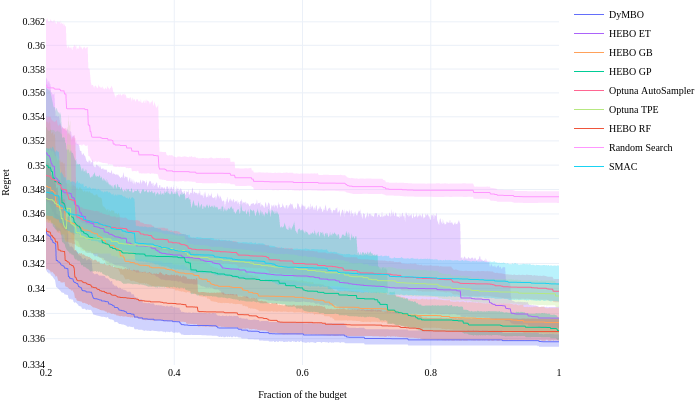 0.362
0.36
0.358
0.356
0.354
0.352
0.35
0.348
0.346
0.344
0.342
0.34
0.338
0.336
0.334
0.2
0.4
0.6
0.8
1
Fraction of the budget
Regret
DyMBO
HEBO ET
HEBO GB
HEBO GP
Optuna AutoSampler
Optuna TPE
HEBO RF
Random Search
SMAC